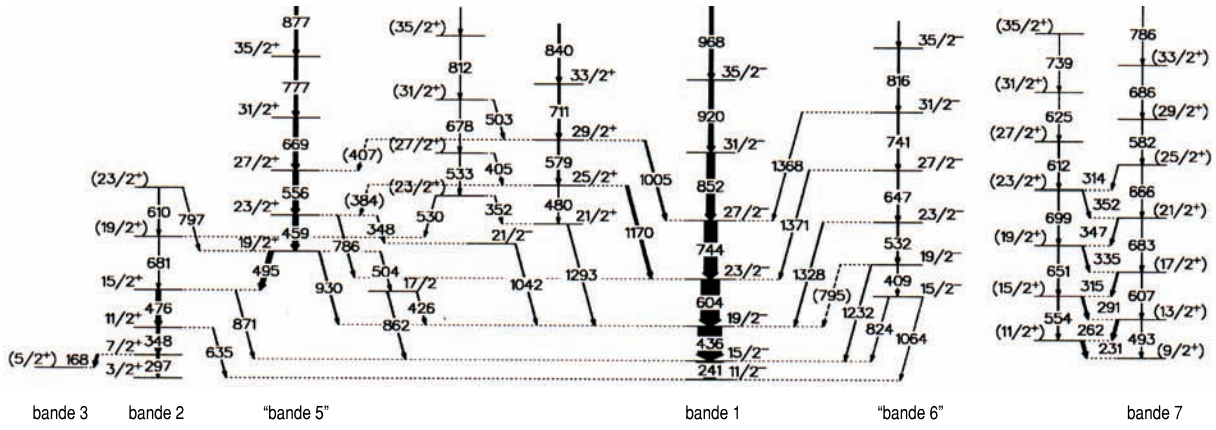 877 (35/2⁺) 968 35/2⁻ (35/2⁺) 786
35/2⁺ 840 (33/2⁺)
812 33/2⁺ 35/2⁻ 816 739
777 (31/2⁺) (31/2⁺) 686
31/2⁺ 503 711 920 31/2⁻ 625 (29/2⁺)
669 678 29/2⁺ 31/2⁻ 741 (27/2⁺) 582
27/2⁺ (407) (27/2⁺) 405 579 1005 852 1368 27/2⁻ 612 (25/2⁺)
(23/2⁺) 556 533 25/2⁺ (23/2⁺) 314
610 797 23/2⁺ (384) (23/2⁺) 352 480 27/2⁻ 647 352 666
(19/2⁺) 459 348 530 21/2⁺ 1170 1371 23/2⁻ 699 347 (21/2⁺)
19/2⁺ 786 21/2⁻ 744 532 (19/2⁺) 683
681 495 930 504 1042 1293 23/2⁻ 1328 19/2⁻ 651 335 (17/2⁺)
15/2⁺ 17/2 604 (795) 409 15/2⁻ (15/2⁺) 315 607
476 871 426 19/2⁻ 1232 824 1064 554 291 (13/2⁺)
11/2⁺ 862 436 (11/2⁺) 262 493
348 635 15/2⁻ 231 (9/2⁺)
(5/2⁺) 168 7/2⁺ 297 241 11/2⁻
3/2⁺
bande 3 bande 2 “bande 5” bande 1 “bande 6” bande 7